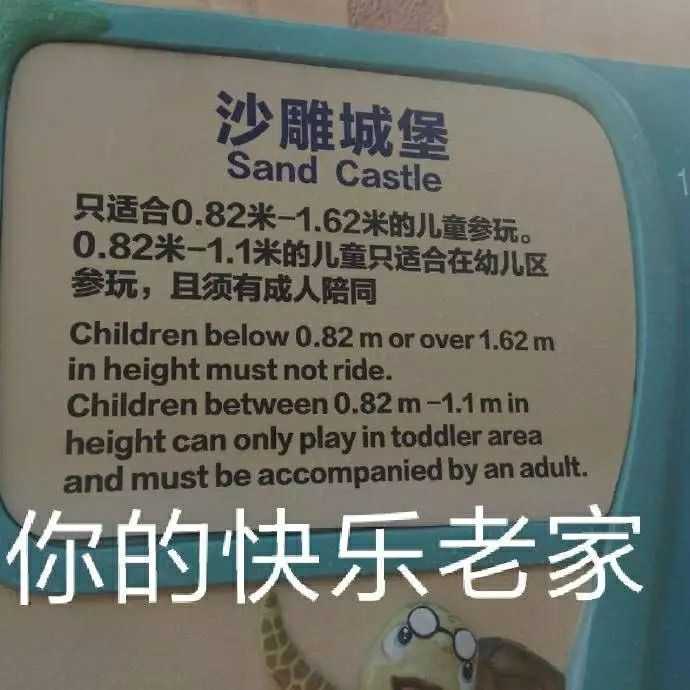 沙雕城堡
Sand Castle
只适合0.82米-1.62米的儿童参玩。
0.82米-1.1米的儿童只适合在幼儿区
参玩，且须有成人陪同
Children below 0.82 m or over 1.62 m
in height must not ride.
Children between 0.82 m -1.1 m in
height can only play in toddler area
and must be accompanied by an adult.
你的快乐老家